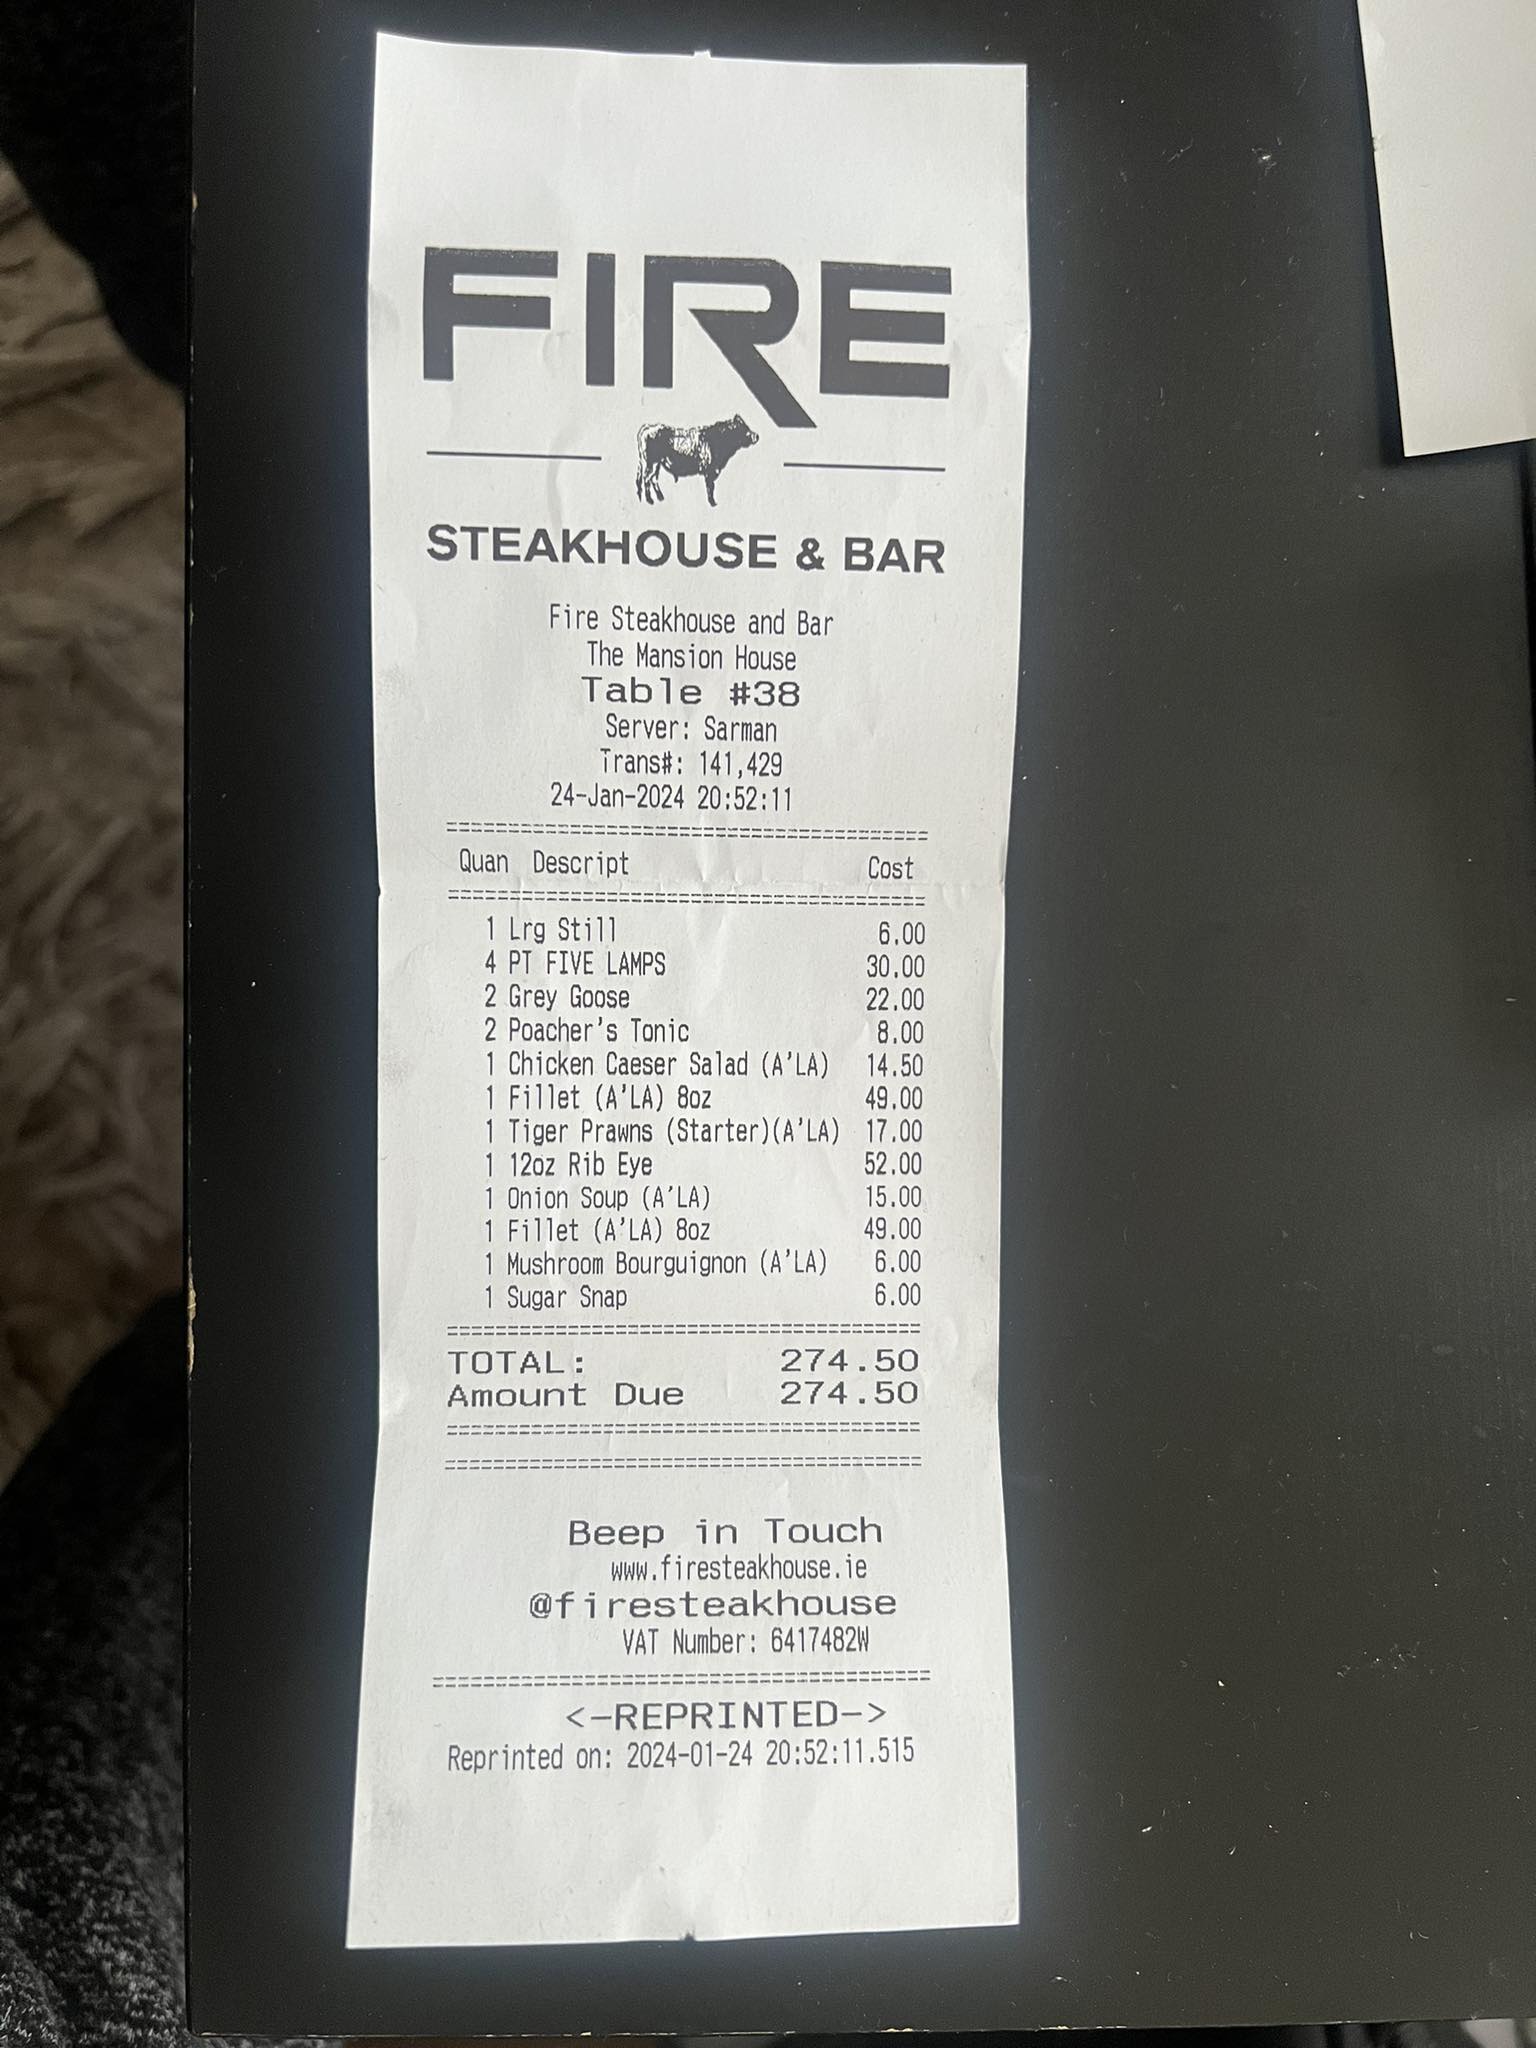 FIRE
STEAKHOUSE & BAR
Fire Steakhouse and Bar
The Mansion House
Table #38
Server: Sarman
Trans#: 141,429
24-Jan-2024 20:52:11
========================================
Quan Descript Cost
========================================
1 Lrg Still 6.00
4 PT FIVE LAMPS 30.00
2 Grey Goose 22.00
2 Poacher's Tonic 8.00
1 Chicken Caeser Salad (A'LA) 14.50
1 Fillet (A'LA) 8oz 49.00
1 Tiger Prawns (Starter)(A'LA) 17.00
1 12oz Rib Eye 52.00
1 Onion Soup (A'LA) 15.00
1 Fillet (A'LA) 8oz 49.00
1 Mushroom Bourguignon (A'LA) 6.00
1 Sugar Snap 6.00
========================================
TOTAL: 274.50
Amount Due 274.50
========================================
========================================
Beep in Touch
www.firesteakhouse.ie
@firesteakhouse
VAT Number: 6417482W
========================================
<-REPRINTED->
Reprinted on: 2024-01-24 20:52:11.515